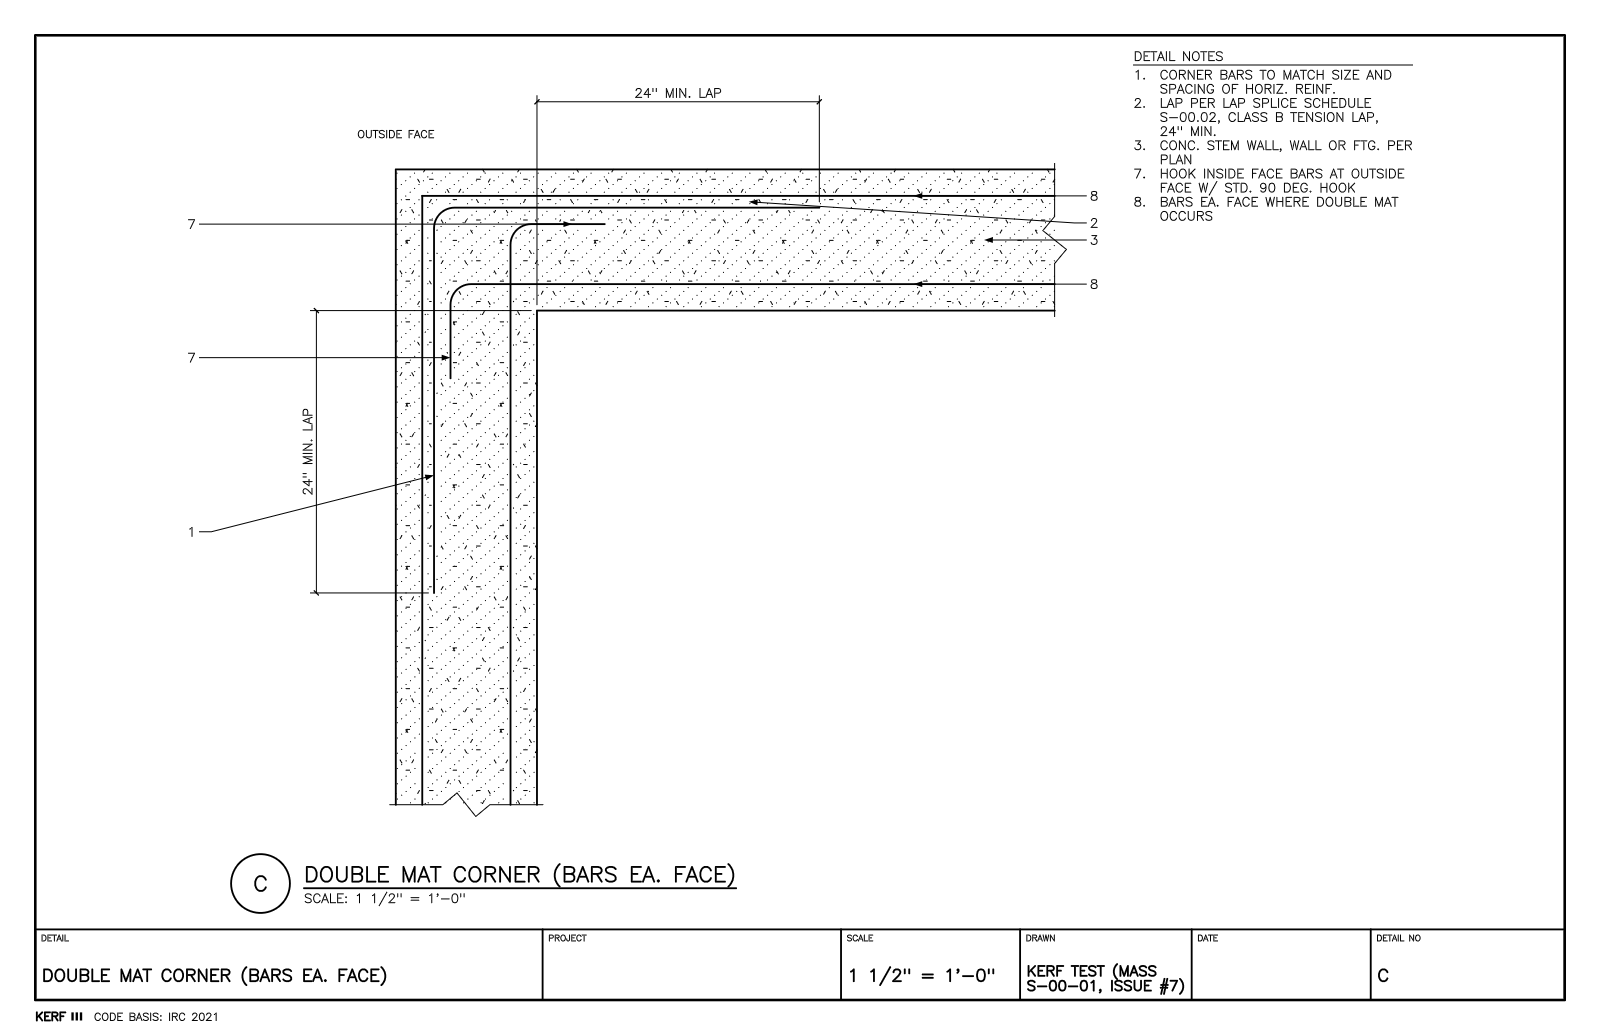 DETAIL NOTES
1. CORNER BARS TO MATCH SIZE AND
SPACING OF HORIZ. REINF.
2. LAP PER LAP SPLICE SCHEDULE
S-00.02, CLASS B TENSION LAP,
24" MIN.
3. CONC. STEM WALL, WALL OR FTG. PER
PLAN
7. HOOK INSIDE FACE BARS AT OUTSIDE
FACE W/ STD. 90 DEG. HOOK
8. BARS EA. FACE WHERE DOUBLE MAT
OCCURS
24" MIN. LAP
OUTSIDE FACE
8
7
2
3
8
7
24" MIN. LAP
1
C
DOUBLE MAT CORNER (BARS EA. FACE)
SCALE: 1 1/2" = 1'-0"
DETAIL
DOUBLE MAT CORNER (BARS EA. FACE)
PROJECT
SCALE
1 1/2" = 1'-0"
DRAWN
KERF TEST (MASS
S-00-01, ISSUE #7)
DATE
DETAIL NO
C
KERF III CODE BASIS: IRC 2021